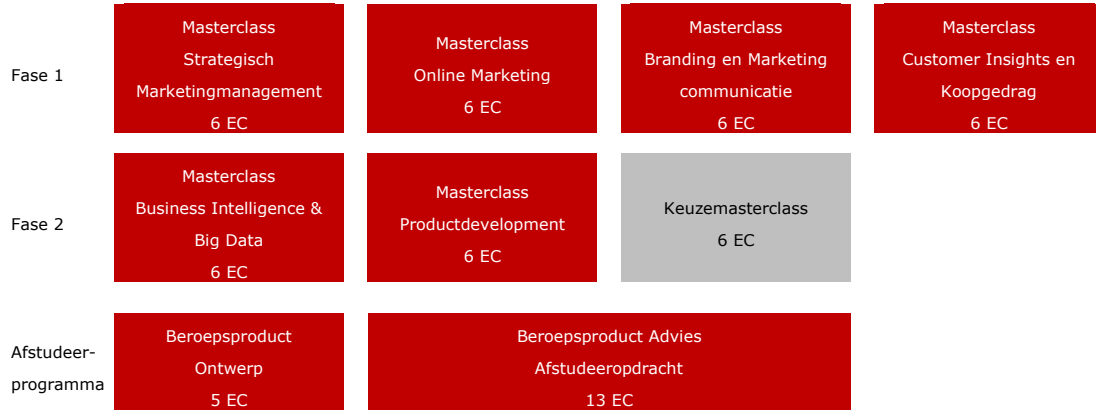 Fase 1
Masterclass
Strategisch
Marketingmanagement
6 EC
Masterclass
Online Marketing
6 EC
Masterclass
Branding en Marketing
communicatie
6 EC
Masterclass
Customer Insights en
Koopgedrag
6 EC
Fase 2
Masterclass
Business Intelligence &
Big Data
6 EC
Masterclass
Productdevelopment
6 EC
Keuzemasterclass
6 EC
Afstudeer-
programma
Beroepsproduct
Ontwerp
5 EC
Beroepsproduct Advies
Afstudeeropdracht
13 EC